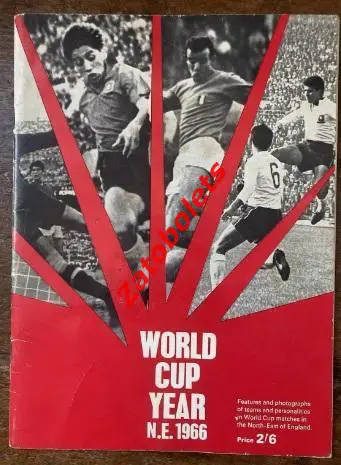 Zatobolets
6
WORLD
CUP
YEAR
N.E. 1966
Features and photographs
of teams and personalities
in World Cup matches in
the North-East of England.
Price 2/6